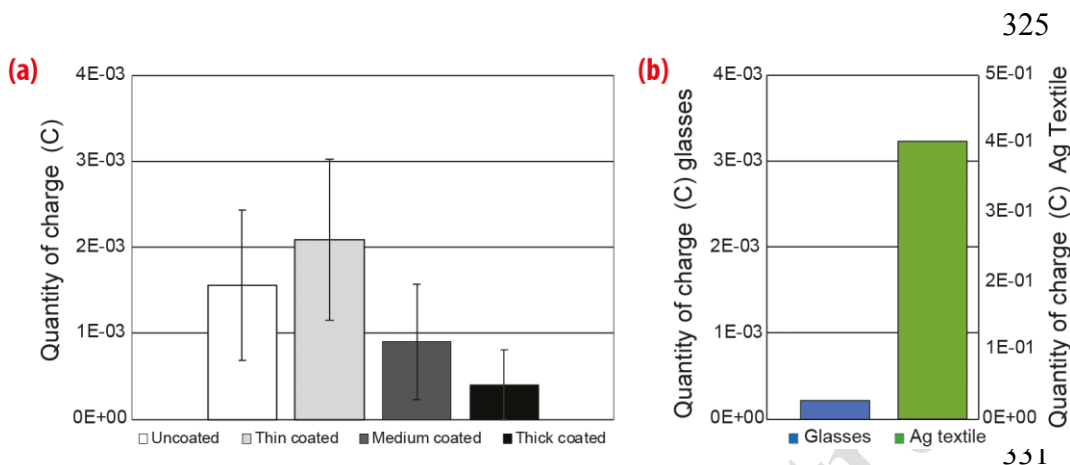 325
(a)
Quantity of charge (C)
4E-03
3E-03
2E-03
1E-03
0E+00
Uncoated Thin coated Medium coated Thick coated
(b)
Quantity of charge (C) glasses
4E-03
3E-03
2E-03
1E-03
0E+00
5E-01
4E-01
3E-01
2E-01
1E-01
0E+00
Quantity of charge (C) Ag Textile
Glasses Ag textile
331